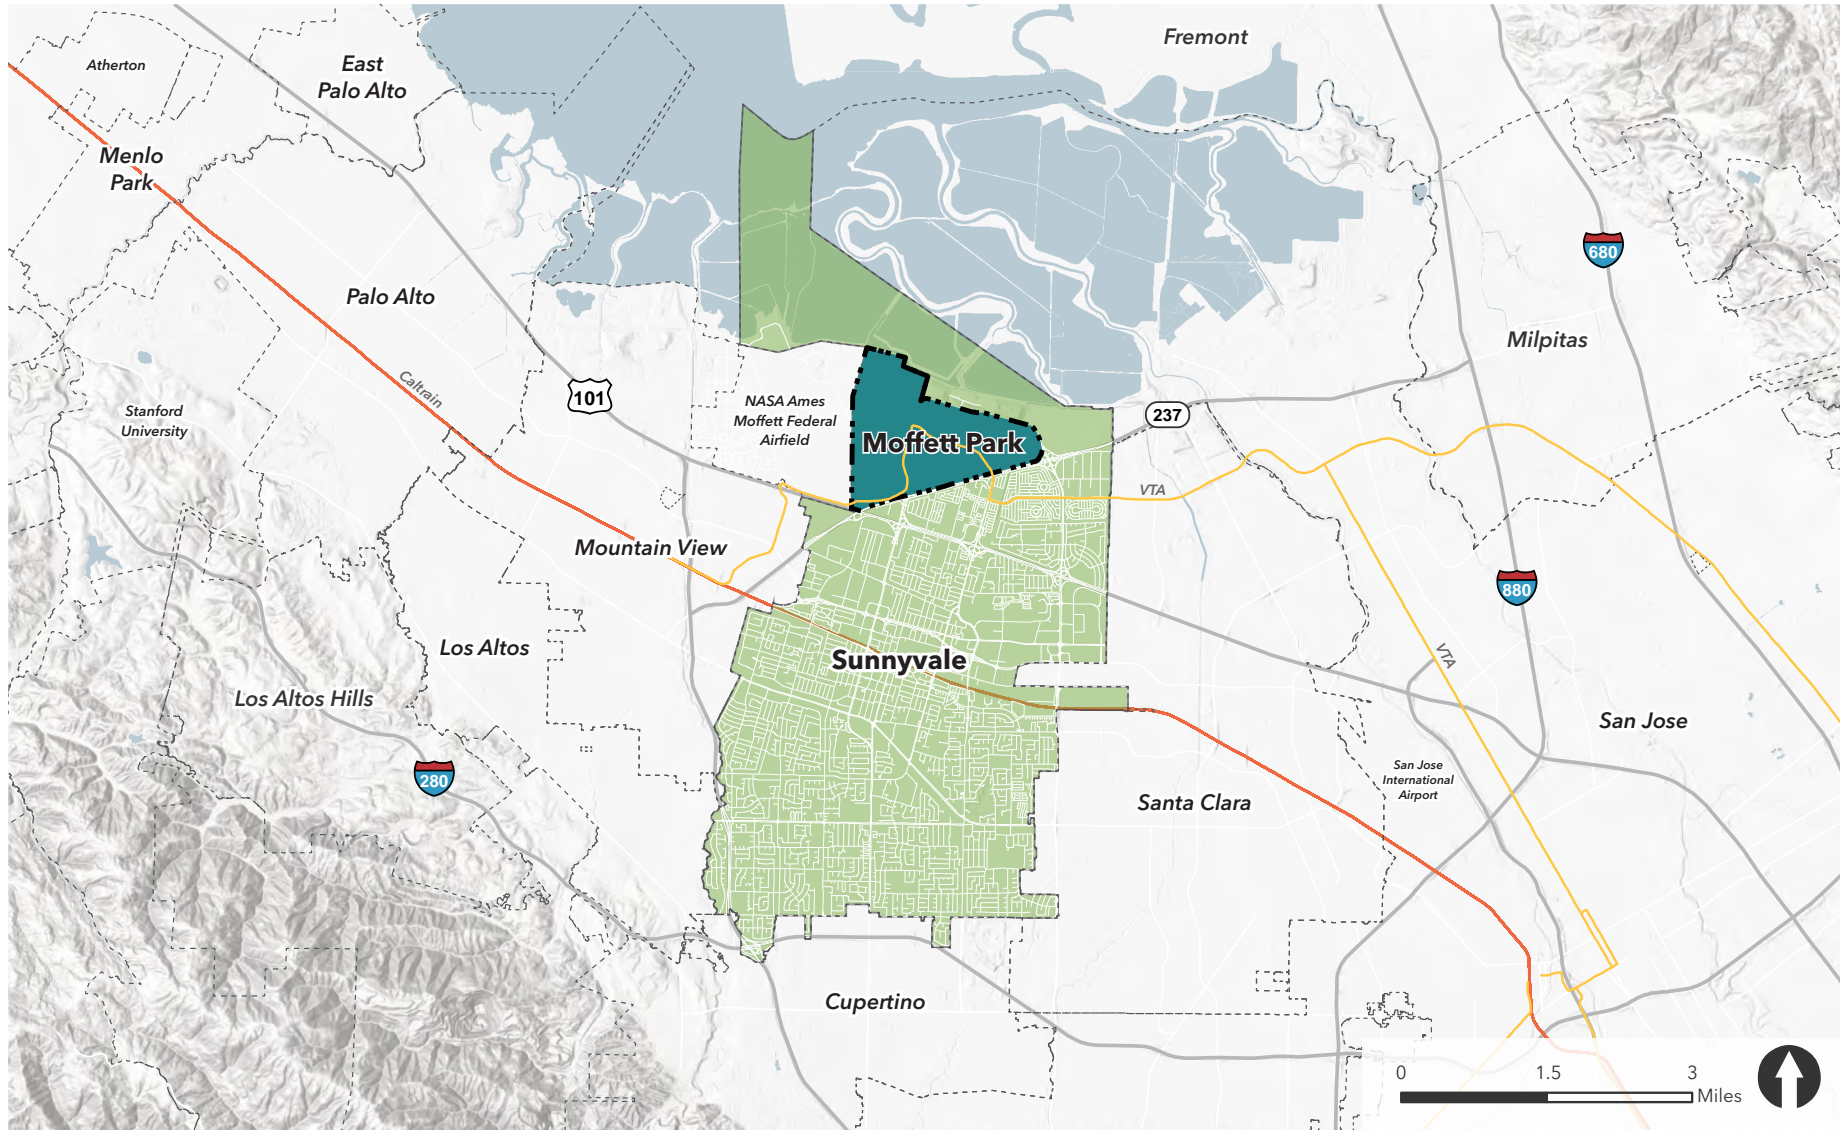 Fremont
Atherton
East
Palo Alto
Menlo
Park
680
Palo Alto
Milpitas
Caltrain
101
NASA Ames
Moffett Federal
Airfield
237
Stanford
University
Moffett Park
VTA
Mountain View
880
Los Altos
Sunnyvale
VTA
Los Altos Hills
San Jose
280
San Jose
International
Airport
Santa Clara
Cupertino
0 1.5 3
Miles